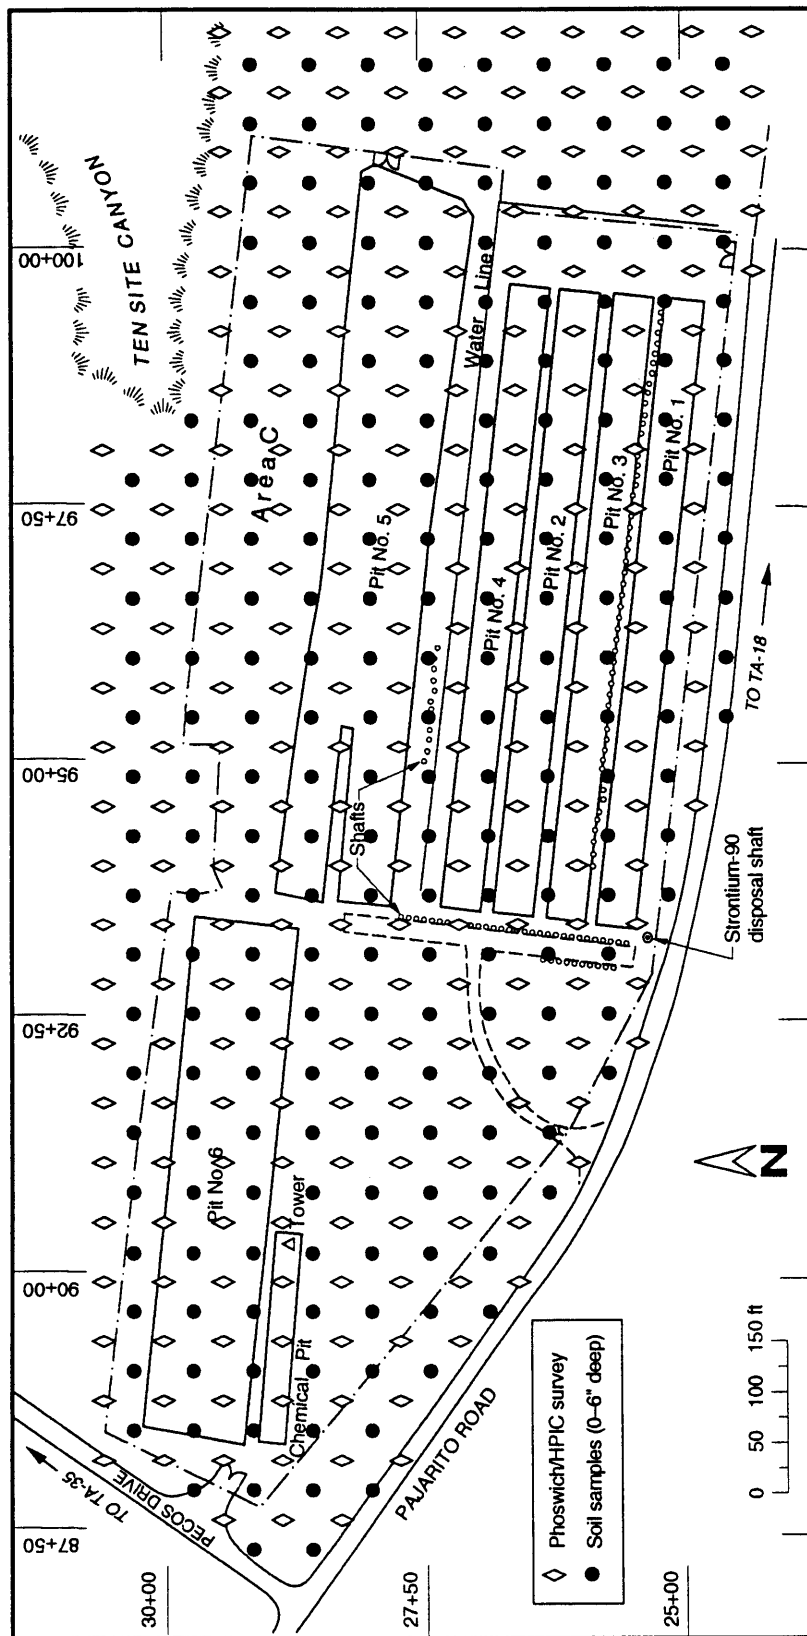 TEN SITE CANYON
100+00
97+50
95+00
92+50
90+00
87+50
Area C
Water Line
Pit No. 5
Pit No. 4
Pit No. 2
Pit No. 3
Pit No. 1
Shafts
Pit No. 6
Tower
Chemical Pit
Strontium-90
disposal shaft
TO TA-18
TO TA-35
PECOS DRIVE
PAJARITO ROAD
N
Phoswich/HPIC survey
Soil samples (0–6" deep)
0 50 100 150 ft
30+00
27+50
25+00